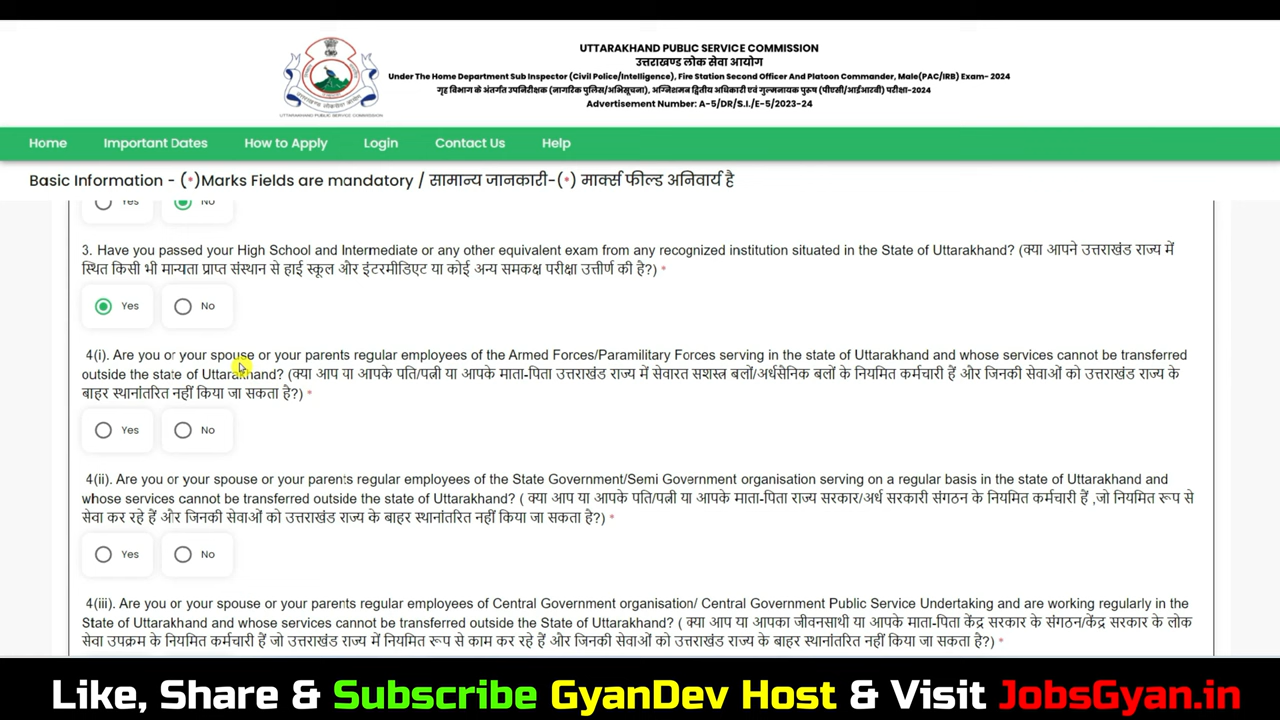 UTTARAKHAND PUBLIC SERVICE COMMISSION
उत्तराखण्ड लोक सेवा आयोग
Under The Home Department Sub Inspector (Civil Police/Intelligence), Fire Station Second Officer And Platoon Commander, Male(PAC/IRB) Exam- 2024
गृह विभाग के अंतर्गत उपनिरीक्षक (नागरिक पुलिस/अभिसूचना), अग्निशमन द्वितीय अधिकारी एवं गुल्मनायक पुरूष (पीएसी/आईआरबी) परीक्षा-2024
Advertisement Number: A-5/DR/S.I./E-5/2023-24
UTTARAKHAND PUBLIC SERVICE COMMISSION
Home Important Dates How to Apply Login Contact Us Help
Basic Information - (*)Marks Fields are mandatory / सामान्य जानकारी-(*) मार्क्स फील्ड अनिवार्य है
Yes No
3. Have you passed your High School and Intermediate or any other equivalent exam from any recognized institution situated in the State of Uttarakhand? (क्या आपने उत्तराखंड राज्य में
स्थित किसी भी मान्यता प्राप्त संस्थान से हाई स्कूल और इंटरमीडिएट या कोई अन्य समकक्ष परीक्षा उत्तीर्ण की है?) *
Yes No
4(i). Are you or your spouse or your parents regular employees of the Armed Forces/Paramilitary Forces serving in the state of Uttarakhand and whose services cannot be transferred
outside the state of Uttarakhand? (क्या आप या आपके पति/पत्नी या आपके माता-पिता उत्तराखंड राज्य में सेवारत सशस्त्र बलों/अर्धसैनिक बलों के नियमित कर्मचारी हैं और जिनकी सेवाओं को उत्तराखंड राज्य के
बाहर स्थानांतरित नहीं किया जा सकता है?) *
Yes No
4(ii). Are you or your spouse or your parents regular employees of the State Government/Semi Government organisation serving on a regular basis in the state of Uttarakhand and
whose services cannot be transferred outside the state of Uttarakhand? ( क्या आप या आपके पति/पत्नी या आपके माता-पिता राज्य सरकार/अर्ध सरकारी संगठन के नियमित कर्मचारी हैं ,जो नियमित रूप से
सेवा कर रहे हैं और जिनकी सेवाओं को उत्तराखंड राज्य के बाहर स्थानांतरित नहीं किया जा सकता है?) *
Yes No
4(iii). Are you or your spouse or your parents regular employees of Central Government organisation/ Central Government Public Service Undertaking and are working regularly in the
State of Uttarakhand and whose services cannot be transferred outside the State of Uttarakhand? ( क्या आप या आपका जीवनसाथी या आपके माता-पिता केंद्र सरकार के संगठन/केंद्र सरकार के लोक
सेवा उपक्रम के नियमित कर्मचारी हैं जो उत्तराखंड राज्य में नियमित रूप से काम कर रहे हैं और जिनकी सेवाओं को उत्तराखंड राज्य के बाहर स्थानांतरित नहीं किया जा सकता है?) *
Like, Share & Subscribe GyanDev Host & Visit JobsGyan.in